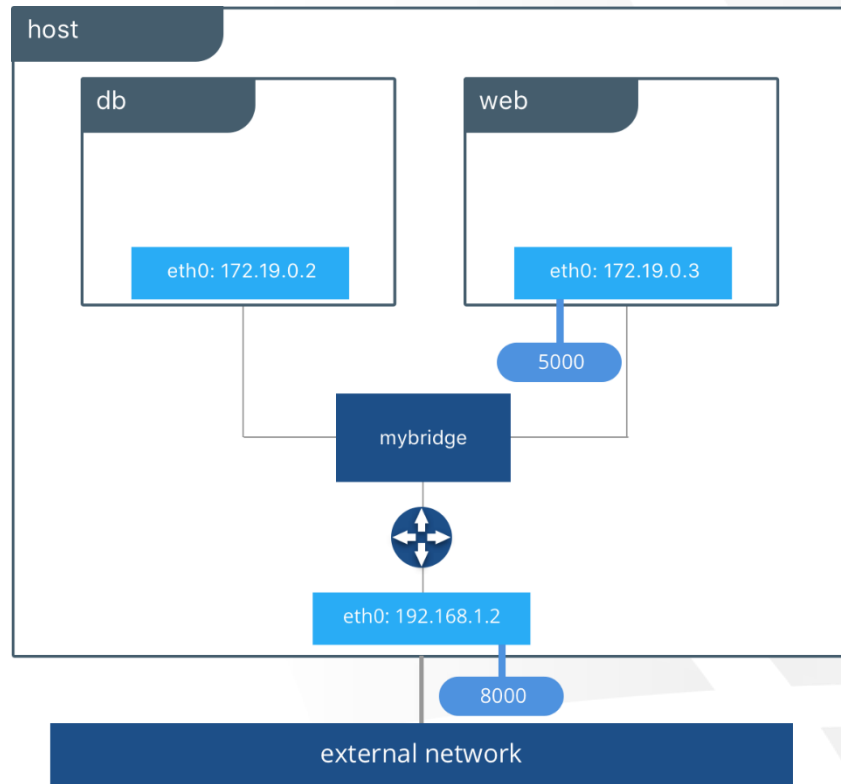 host
db
web
eth0: 172.19.0.2
eth0: 172.19.0.3
5000
mybridge
eth0: 192.168.1.2
8000
external network